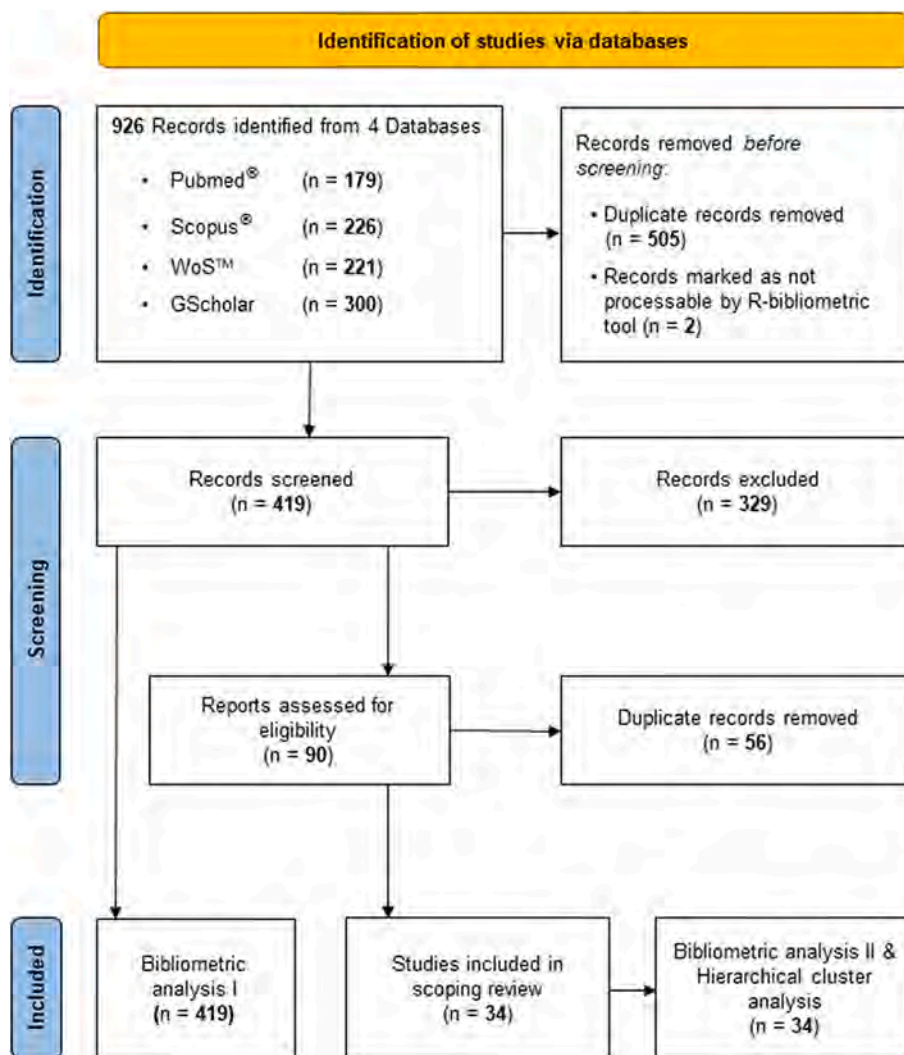 Identification of studies via databases
Identification
926 Records identified from 4 Databases
• Pubmed® (n = 179)
• Scopus® (n = 226)
• WoS™ (n = 221)
• GScholar (n = 300)
Records removed before
screening:
• Duplicate records removed
(n = 505)
• Records marked as not
processable by R-bibliometric
tool (n = 2)
Screening
Records screened
(n = 419)
Records excluded
(n = 329)
Reports assessed for
eligibility
(n = 90)
Duplicate records removed
(n = 56)
Included
Bibliometric
analysis I
(n = 419)
Studies included in
scoping review
(n = 34)
Bibliometric analysis II &
Hierarchical cluster
analysis
(n = 34)